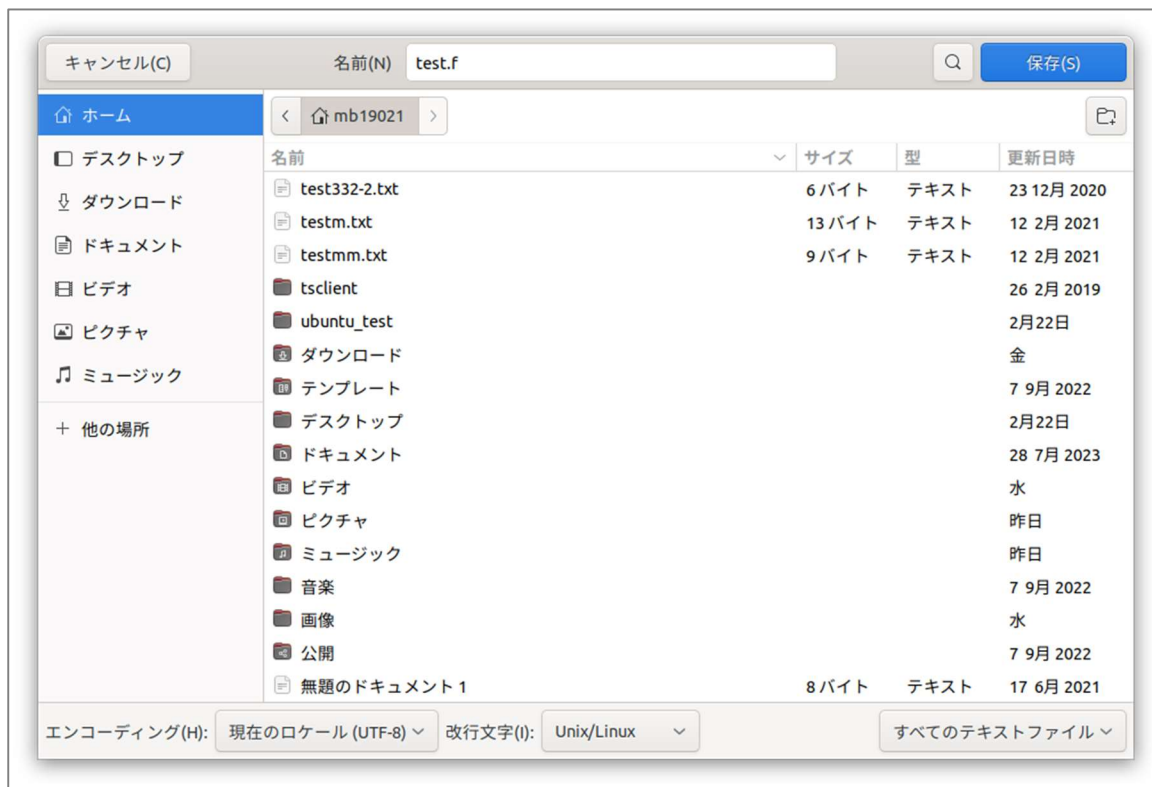 キャンセル(C) 名前(N) test.f 保存(S)
ホーム mb19021
デスクトップ
ダウンロード
ドキュメント
ビデオ
ピクチャ
ミュージック
他の場所
名前 サイズ 型 更新日時
test332-2.txt 6 バイト テキスト 23 12月 2020
testm.txt 13 バイト テキスト 12 2月 2021
testmm.txt 9 バイト テキスト 12 2月 2021
tsclient 26 2月 2019
ubuntu_test 2月22日
ダウンロード 金
テンプレート 7 9月 2022
デスクトップ 2月22日
ドキュメント 28 7月 2023
ビデオ 水
ピクチャ 昨日
ミュージック 昨日
音楽 7 9月 2022
画像 水
公開 7 9月 2022
無題のドキュメント 1 8 バイト テキスト 17 6月 2021
エンコーディング(H): 現在のロケール (UTF-8) 改行文字(I): Unix/Linux すべてのテキストファイル